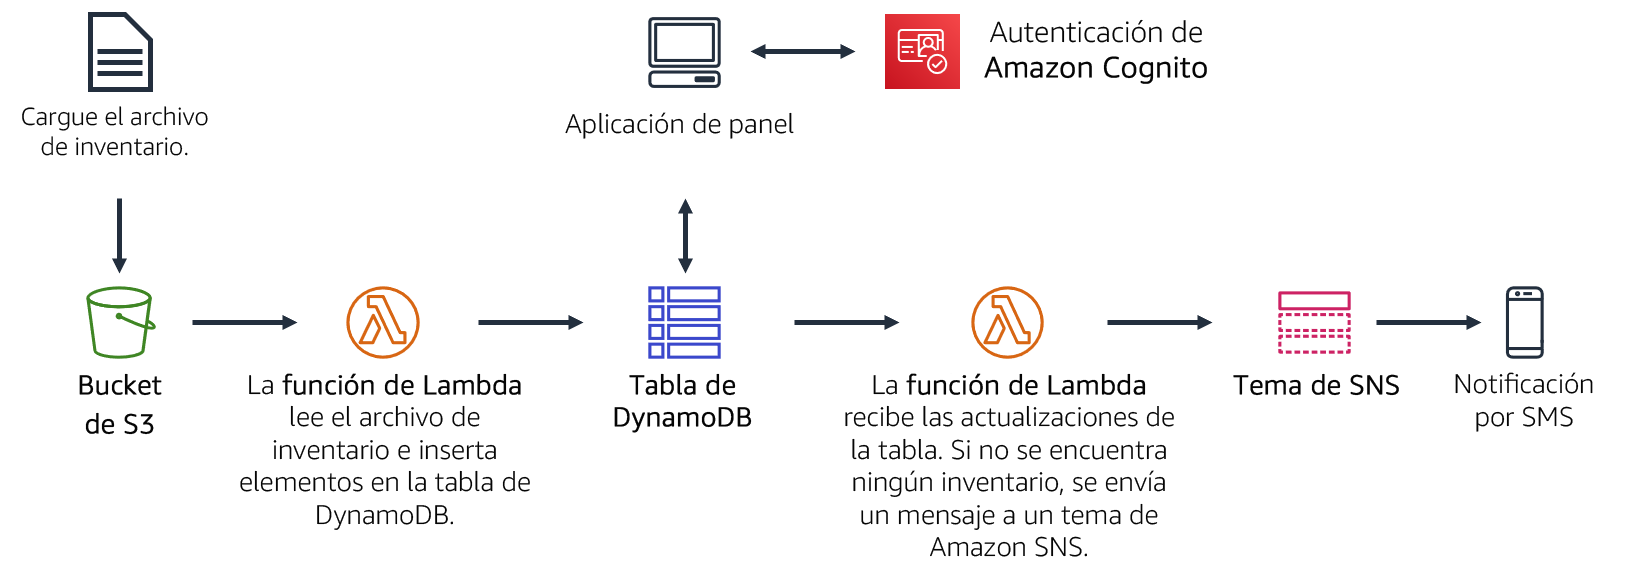 Cargue el archivo
de inventario.
Aplicación de panel
Autenticación de
Amazon Cognito
Bucket
de S3
La función de Lambda
lee el archivo de
inventario e inserta
elementos en la tabla de
DynamoDB.
Tabla de
DynamoDB
La función de Lambda
recibe las actualizaciones de
la tabla. Si no se encuentra
ningún inventario, se envía
un mensaje a un tema de
Amazon SNS.
Tema de SNS
Notificación
por SMS